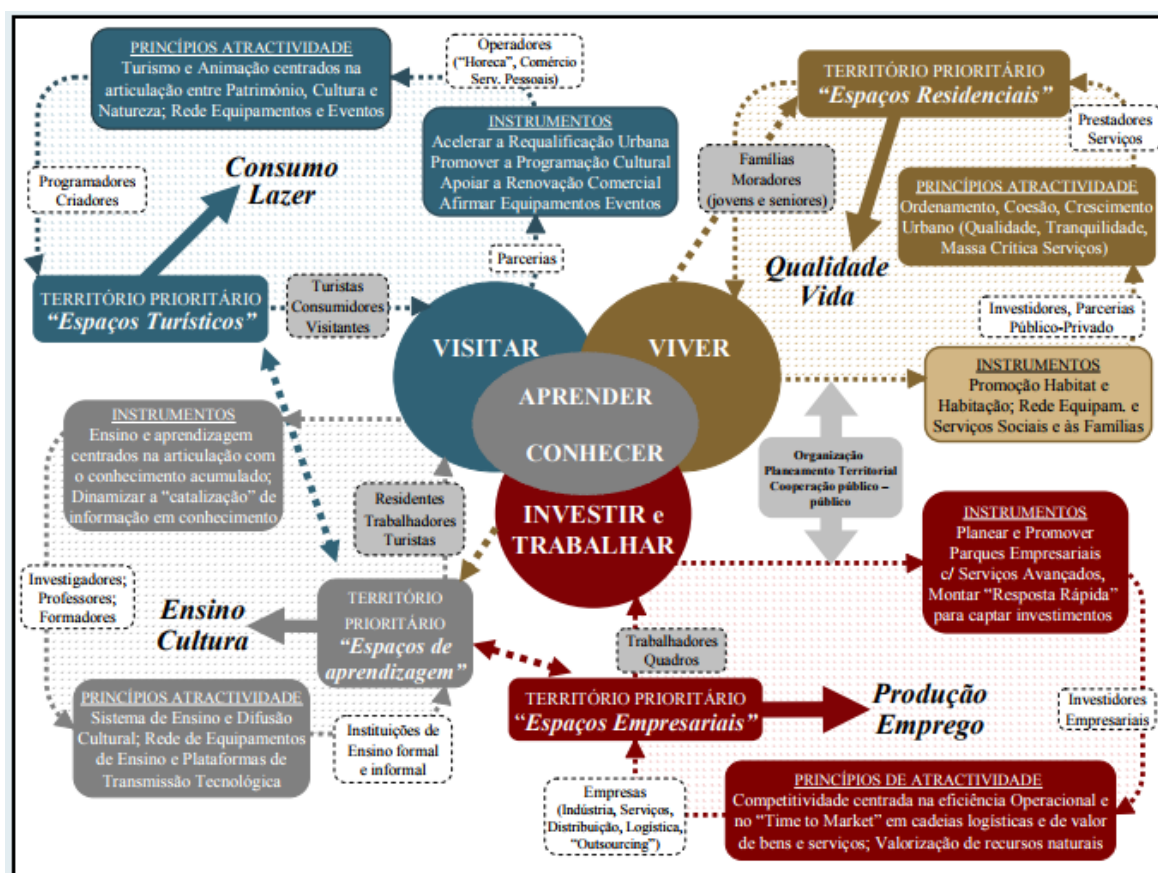 PRINCÍPIOS ATRACTIVIDADE
Turismo e Animação centrados na
articulação entre Património, Cultura e
Natureza; Rede Equipamentos e Eventos
Operadores
("Horeca", Comércio
Serv. Pessoais)
INSTRUMENTOS
Acelerar a Requalificação Urbana
Promover a Programação Cultural
Apoiar a Renovação Comercial
Afirmar Equipamentos Eventos
Programadores
Criadores
Consumo
Lazer
Parcerias
TERRITÓRIO PRIORITÁRIO
"Espaços Turísticos"
Turistas
Consumidores
Visitantes
TERRITÓRIO PRIORITÁRIO
"Espaços Residenciais"
Prestadores
Serviços
Famílias
Moradores
(jovens e seniores)
PRINCÍPIOS ATRACTIVIDADE
Ordenamento, Coesão, Crescimento
Urbano (Qualidade, Tranquilidade,
Massa Crítica Serviços)
Qualidade
Vida
Investidores, Parcerias
Público-Privado
INSTRUMENTOS
Promoção Habitat e
Habitação; Rede Equipam. e
Serviços Sociais e às Famílias
VISITAR
VIVER
APRENDER
CONHECER
INVESTIR e
TRABALHAR
Organização
Planeamento Territorial
Cooperação público –
público
INSTRUMENTOS
Ensino e aprendizagem
centrados na articulação com
o conhecimento acumulado;
Dinamizar a "catalização" de
informação em conhecimento
Residentes
Trabalhadores
Turistas
Investigadores;
Professores;
Formadores
Ensino
Cultura
TERRITÓRIO
PRIORITÁRIO
"Espaços de
aprendizagem"
PRINCÍPIOS ATRACTIVIDADE
Sistema de Ensino e Difusão
Cultural; Rede de Equipamentos
de Ensino e Plataformas de
Transmissão Tecnológica
Instituições de
Ensino formal
e informal
INSTRUMENTOS
Planear e Promover
Parques Empresariais
c/ Serviços Avançados,
Montar "Resposta Rápida"
para captar investimentos
Trabalhadores
Quadros
TERRITÓRIO PRIORITÁRIO
"Espaços Empresariais"
Produção
Emprego
Investidores
Empresariais
Empresas
(Indústria, Serviços,
Distribuição, Logística,
"Outsourcing")
PRINCÍPIOS DE ATRACTIVIDADE
Competitividade centrada na eficiência Operacional e
no "Time to Market" em cadeias logísticas e de valor
de bens e serviços; Valorização de recursos naturais